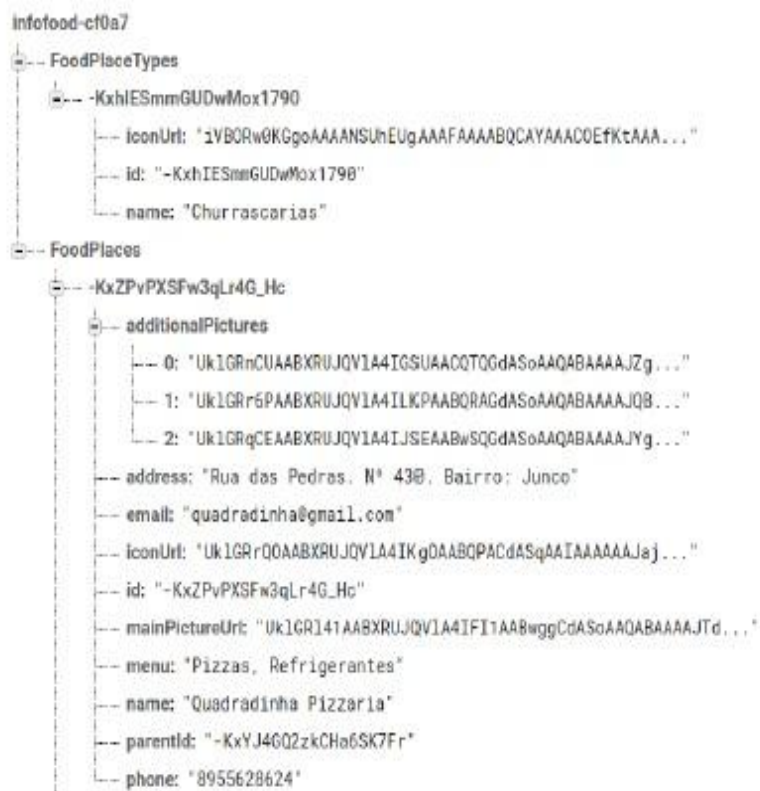 infofood-cf0a7
FoodPlaceTypes
-KxhIESmmGUDwMox1790
iconUrl: "iVBORw0KGgoAAAANSUhEUgAAAFAAAABQCAYAAACOEfKtAAA..."
id: "-KxhIESmmGUDwMox1790"
name: "Churrascarias"
FoodPlaces
-KxZPvPXSFw3qLr4G_Hc
additionalPictures
0: "UklGRnCUAABXRUJQVlA4IGSUAACQTQGdASoAAQABAAAAJZg..."
1: "UklGRr6PAABXRUJQVlA4ILKPAABQRAGdASoAAQABAAAAJQB..."
2: "UklGRqCEAABXRUJQVlA4IJSEAABwSQGdASoAAQABAAAAJYg..."
address: "Rua das Pedras. Nº 430. Bairro: Junco"
email: "quadradinha@gmail.com"
iconUrl: "UklGRrQOAABXRUJQVlA4IKgOAABQPACdASqAAIAAAAAAJaj..."
id: "-KxZPvPXSFw3qLr4G_Hc"
mainPictureUrl: "UklGRl41AABXRUJQVlA4IFI1AABwggCdASoAAQABAAAAJTd..."
menu: "Pizzas, Refrigerantes"
name: "Quadradinha Pizzaria"
parentId: "-KxYJ4GQ2zkCHa6SK7Fr"
phone: "8955628624"